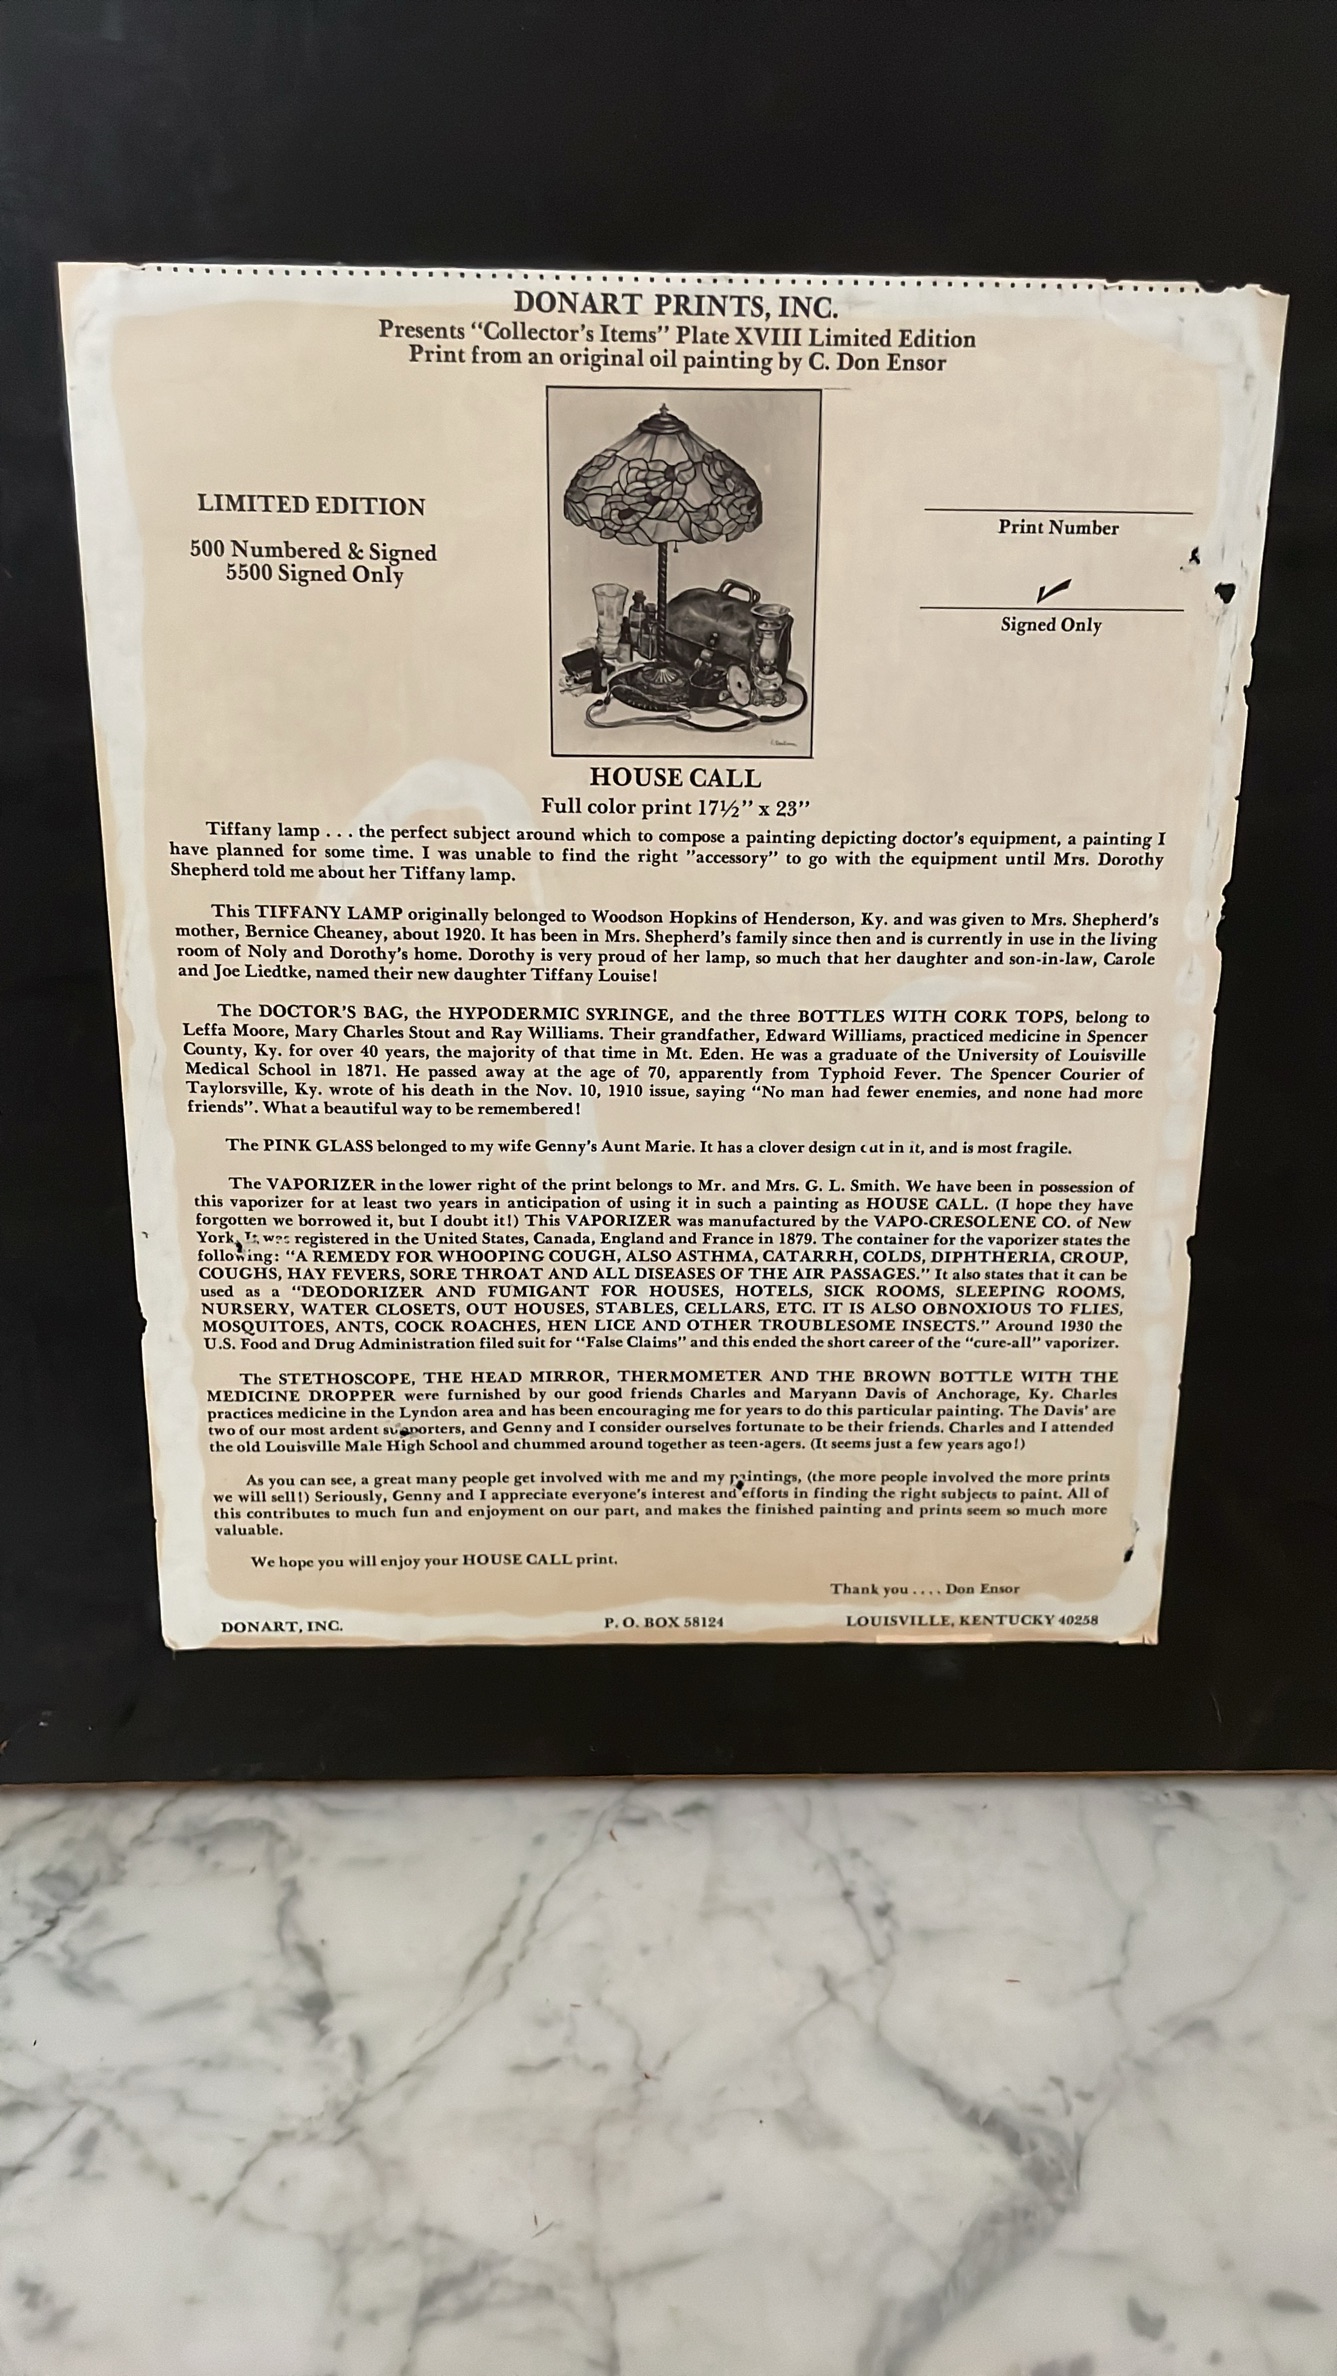 DONART PRINTS, INC.
Presents “Collector’s Items” Plate XVIII Limited Edition
Print from an original oil painting by C. Don Ensor
LIMITED EDITION
500 Numbered & Signed
5500 Signed Only
Print Number
✓
Signed Only
HOUSE CALL
Full color print 17½” x 23”
Tiffany lamp . . . the perfect subject around which to compose a painting depicting doctor’s equipment, a painting I
have planned for some time. I was unable to find the right ”accessory” to go with the equipment until Mrs. Dorothy
Shepherd told me about her Tiffany lamp.
This TIFFANY LAMP originally belonged to Woodson Hopkins of Henderson, Ky. and was given to Mrs. Shepherd’s
mother, Bernice Cheaney, about 1920. It has been in Mrs. Shepherd’s family since then and is currently in use in the living
room of Noly and Dorothy’s home. Dorothy is very proud of her lamp, so much that her daughter and son-in-law, Carole
and Joe Liedtke, named their new daughter Tiffany Louise!
The DOCTOR’S BAG, the HYPODERMIC SYRINGE, and the three BOTTLES WITH CORK TOPS, belong to
Leffa Moore, Mary Charles Stout and Ray Williams. Their grandfather, Edward Williams, practiced medicine in Spencer
County, Ky. for over 40 years, the majority of that time in Mt. Eden. He was a graduate of the University of Louisville
Medical School in 1871. He passed away at the age of 70, apparently from Typhoid Fever. The Spencer Courier of
Taylorsville, Ky. wrote of his death in the Nov. 10, 1910 issue, saying “No man had fewer enemies, and none had more
friends”. What a beautiful way to be remembered!
The PINK GLASS belonged to my wife Genny’s Aunt Marie. It has a clover design cut in it, and is most fragile.
The VAPORIZER in the lower right of the print belongs to Mr. and Mrs. G. L. Smith. We have been in possession of
this vaporizer for at least two years in anticipation of using it in such a painting as HOUSE CALL. (I hope they have
forgotten we borrowed it, but I doubt it!) This VAPORIZER was manufactured by the VAPO-CRESOLENE CO. of New
York. It was registered in the United States, Canada, England and France in 1879. The container for the vaporizer states the
following: “A REMEDY FOR WHOOPING COUGH, ALSO ASTHMA, CATARRH, COLDS, DIPHTHERIA, CROUP,
COUGHS, HAY FEVERS, SORE THROAT AND ALL DISEASES OF THE AIR PASSAGES.” It also states that it can be
used as a “DEODORIZER AND FUMIGANT FOR HOUSES, HOTELS, SICK ROOMS, SLEEPING ROOMS,
NURSERY, WATER CLOSETS, OUT HOUSES, STABLES, CELLARS, ETC. IT IS ALSO OBNOXIOUS TO FLIES,
MOSQUITOES, ANTS, COCK ROACHES, HEN LICE AND OTHER TROUBLESOME INSECTS.” Around 1930 the
U.S. Food and Drug Administration filed suit for “False Claims” and this ended the short career of the “cure-all” vaporizer.
The STETHOSCOPE, THE HEAD MIRROR, THERMOMETER AND THE BROWN BOTTLE WITH THE
MEDICINE DROPPER were furnished by our good friends Charles and Maryann Davis of Anchorage, Ky. Charles
practices medicine in the Lyndon area and has been encouraging me for years to do this particular painting. The Davis’ are
two of our most ardent supporters, and Genny and I consider ourselves fortunate to be their friends. Charles and I attended
the old Louisville Male High School and chummed around together as teen-agers. (It seems just a few years ago!)
As you can see, a great many people get involved with me and my paintings, (the more people involved the more prints
we will sell!) Seriously, Genny and I appreciate everyone’s interest and efforts in finding the right subjects to paint. All of
this contributes to much fun and enjoyment on our part, and makes the finished painting and prints seem so much more
valuable.
We hope you will enjoy your HOUSE CALL print.
Thank you . . . . Don Ensor
DONART, INC. P. O. BOX 58124 LOUISVILLE, KENTUCKY 40258